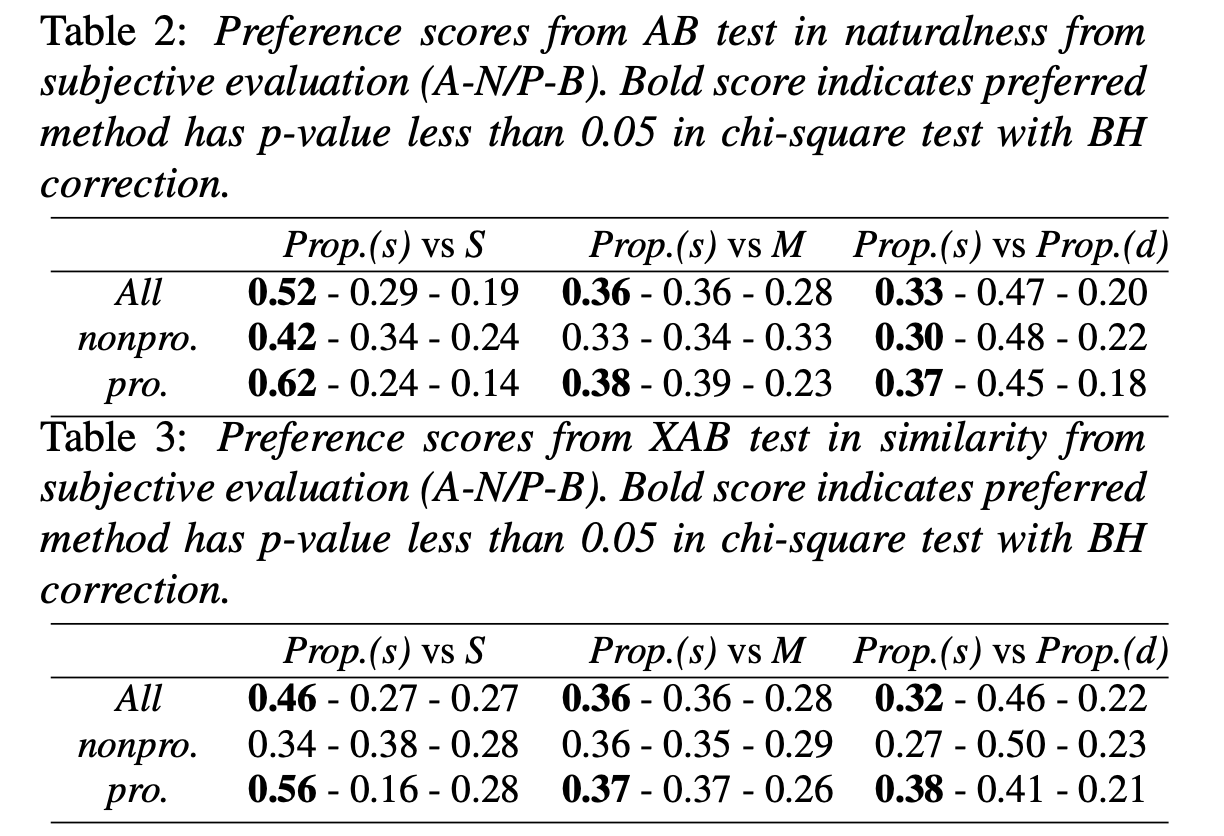 Table 2: Preference scores from AB test in naturalness from
subjective evaluation (A-N/P-B). Bold score indicates preferred
method has p-value less than 0.05 in chi-square test with BH
correction.
Prop.(s) vs S Prop.(s) vs M Prop.(s) vs Prop.(d)
All 0.52 - 0.29 - 0.19 0.36 - 0.36 - 0.28 0.33 - 0.47 - 0.20
nonpro. 0.42 - 0.34 - 0.24 0.33 - 0.34 - 0.33 0.30 - 0.48 - 0.22
pro. 0.62 - 0.24 - 0.14 0.38 - 0.39 - 0.23 0.37 - 0.45 - 0.18
Table 3: Preference scores from XAB test in similarity from
subjective evaluation (A-N/P-B). Bold score indicates preferred
method has p-value less than 0.05 in chi-square test with BH
correction.
Prop.(s) vs S Prop.(s) vs M Prop.(s) vs Prop.(d)
All 0.46 - 0.27 - 0.27 0.36 - 0.36 - 0.28 0.32 - 0.46 - 0.22
nonpro. 0.34 - 0.38 - 0.28 0.36 - 0.35 - 0.29 0.27 - 0.50 - 0.23
pro. 0.56 - 0.16 - 0.28 0.37 - 0.37 - 0.26 0.38 - 0.41 - 0.21